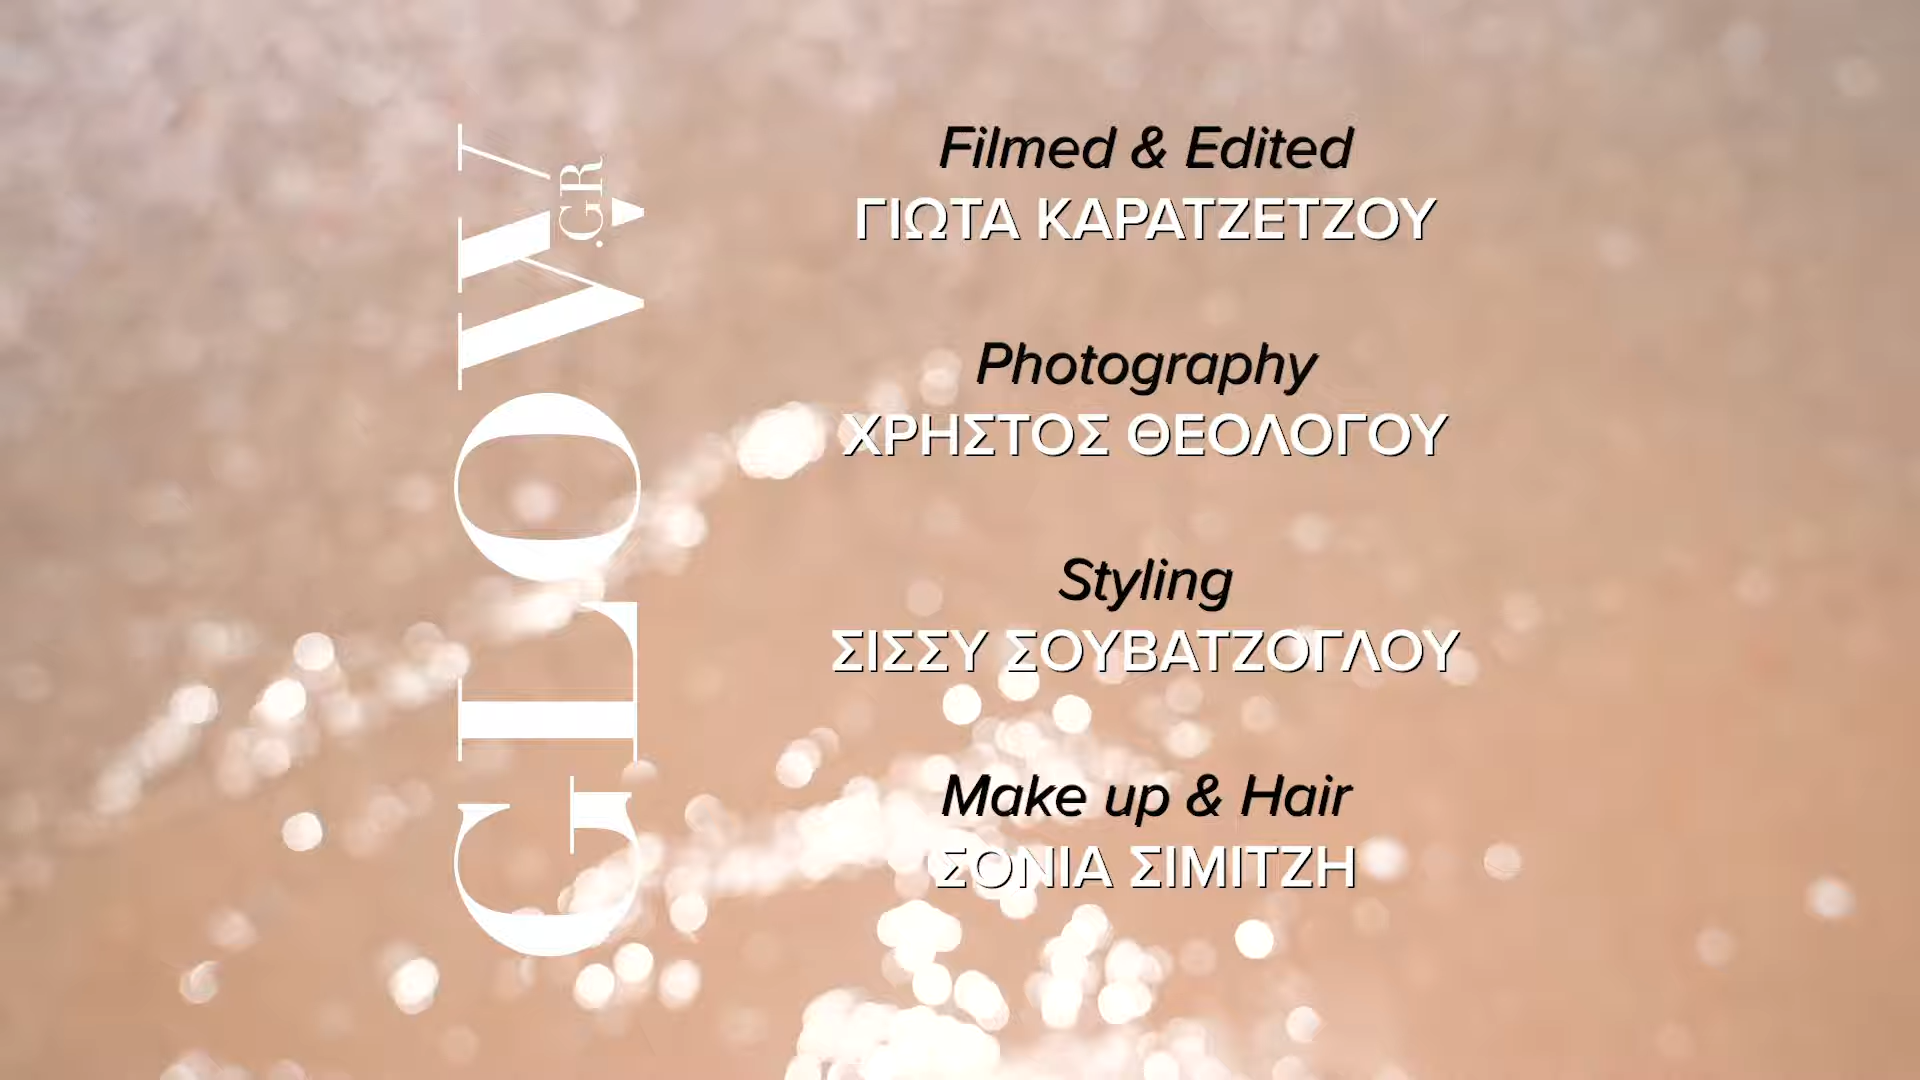 GLOW.GR
Filmed & Edited
ΓΙΩΤΑ ΚΑΡΑΤΖΕΤΖΟΥ
Photography
ΧΡΗΣΤΟΣ ΘΕΟΛΟΓΟΥ
Styling
ΣΙΣΣΥ ΣΟΥΒΑΤΖΟΓΛΟΥ
Make up & Hair
ΣΟΝΙΑ ΣΙΜΙΤΖΗ